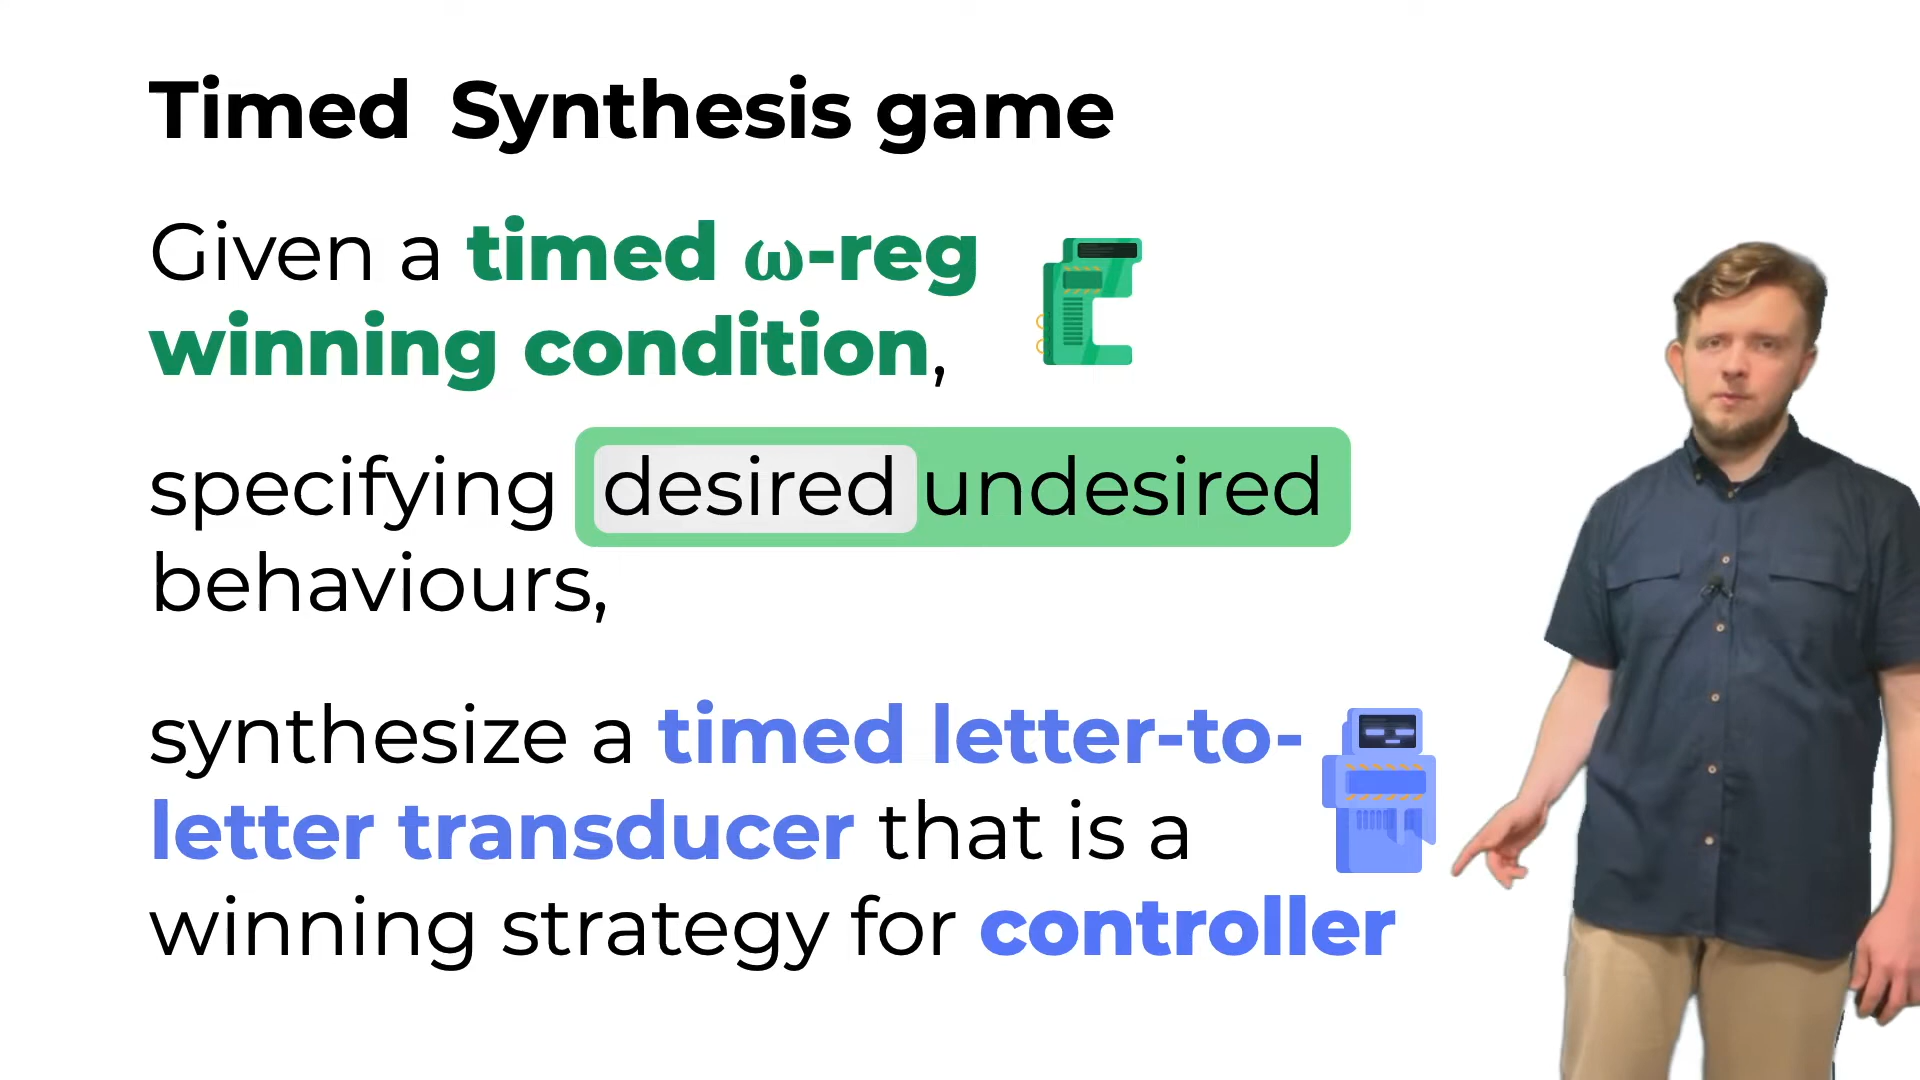 Timed Synthesis game
Given a timed ω-reg
winning condition,
specifying desired undesired
behaviours,
synthesize a timed letter-to-
letter transducer that is a
winning strategy for controller